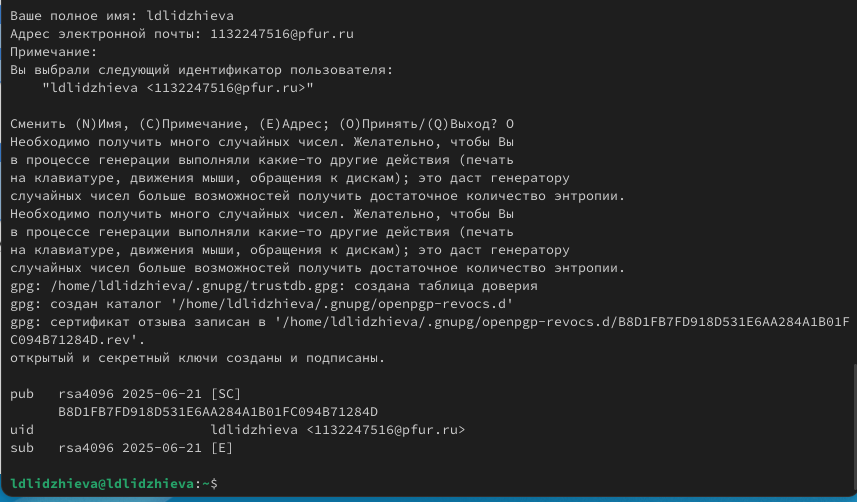 Ваше полное имя: ldlidzhieva
Адрес электронной почты: 1132247516@pfur.ru
Примечание:
Вы выбрали следующий идентификатор пользователя:
    "ldlidzhieva <1132247516@pfur.ru>"

Сменить (N)Имя, (C)Примечание, (E)Адрес; (O)Принять/(Q)Выход? O
Необходимо получить много случайных чисел. Желательно, чтобы Вы
в процессе генерации выполняли какие-то другие действия (печать
на клавиатуре, движения мыши, обращения к дискам); это даст генератору
случайных чисел больше возможностей получить достаточное количество энтропии.
Необходимо получить много случайных чисел. Желательно, чтобы Вы
в процессе генерации выполняли какие-то другие действия (печать
на клавиатуре, движения мыши, обращения к дискам); это даст генератору
случайных чисел больше возможностей получить достаточное количество энтропии.
gpg: /home/ldlidzhieva/.gnupg/trustdb.gpg: создана таблица доверия
gpg: создан каталог '/home/ldlidzhieva/.gnupg/openpgp-revocs.d'
gpg: сертификат отзыва записан в '/home/ldlidzhieva/.gnupg/openpgp-revocs.d/B8D1FB7FD918D531E6AA284A1B01F
C094B71284D.rev'.
открытый и секретный ключи созданы и подписаны.

pub   rsa4096 2025-06-21 [SC]
      B8D1FB7FD918D531E6AA284A1B01FC094B71284D
uid                      ldlidzhieva <1132247516@pfur.ru>
sub   rsa4096 2025-06-21 [E]

ldlidzhieva@ldlidzhieva:~$